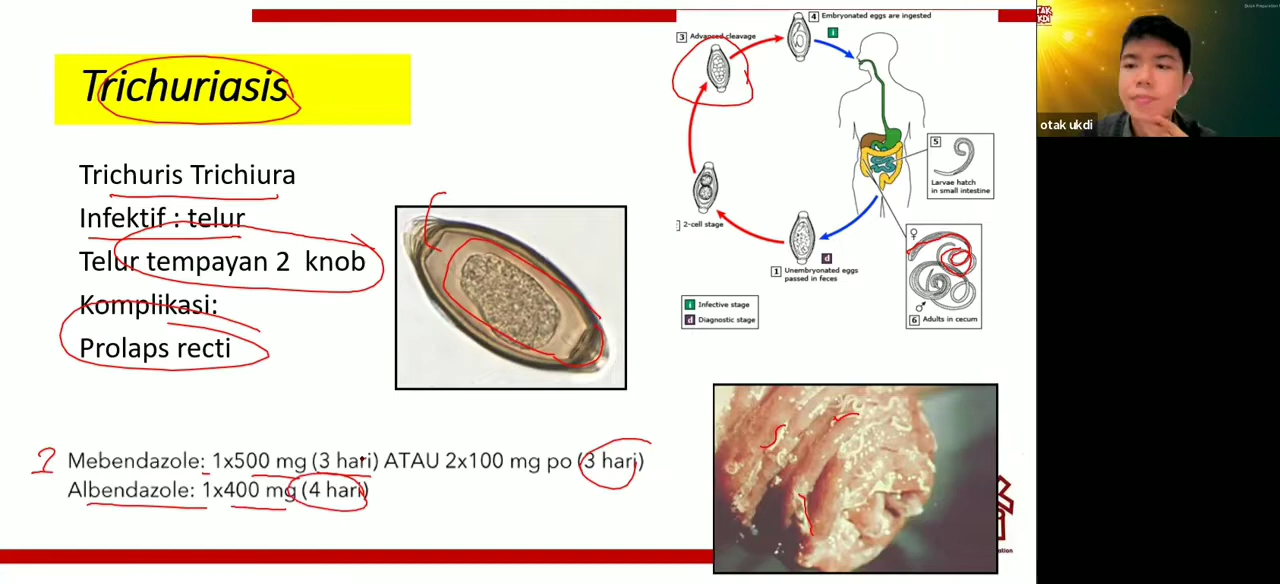 Trichuriasis
Trichuris Trichiura
Infektif : telur
Telur tempayan 2 knob
Komplikasi:
Prolaps recti
1 Mebendazole: 1x500 mg (3 hari) ATAU 2x100 mg po (3 hari)
Albendazole: 1x400 mg (4 hari)
4 Embryonated eggs are ingested
i
3 Advanced cleavage
5
Larvae hatch
in small intestine
2-cell stage
d
1 Unembryonated eggs
passed in feces
♀
♂
6 Adults in cecum
i Infective stage
d Diagnostic stage
UKDI
otak ukdi